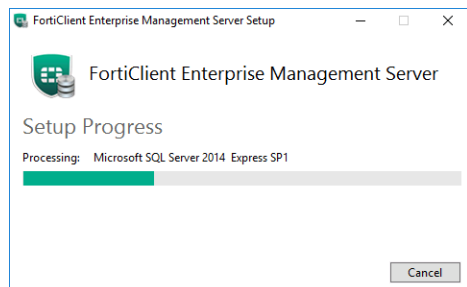 FortiClient Enterprise Management Server Setup
FortiClient Enterprise Management Server
Setup Progress
Processing: Microsoft SQL Server 2014 Express SP1
Cancel